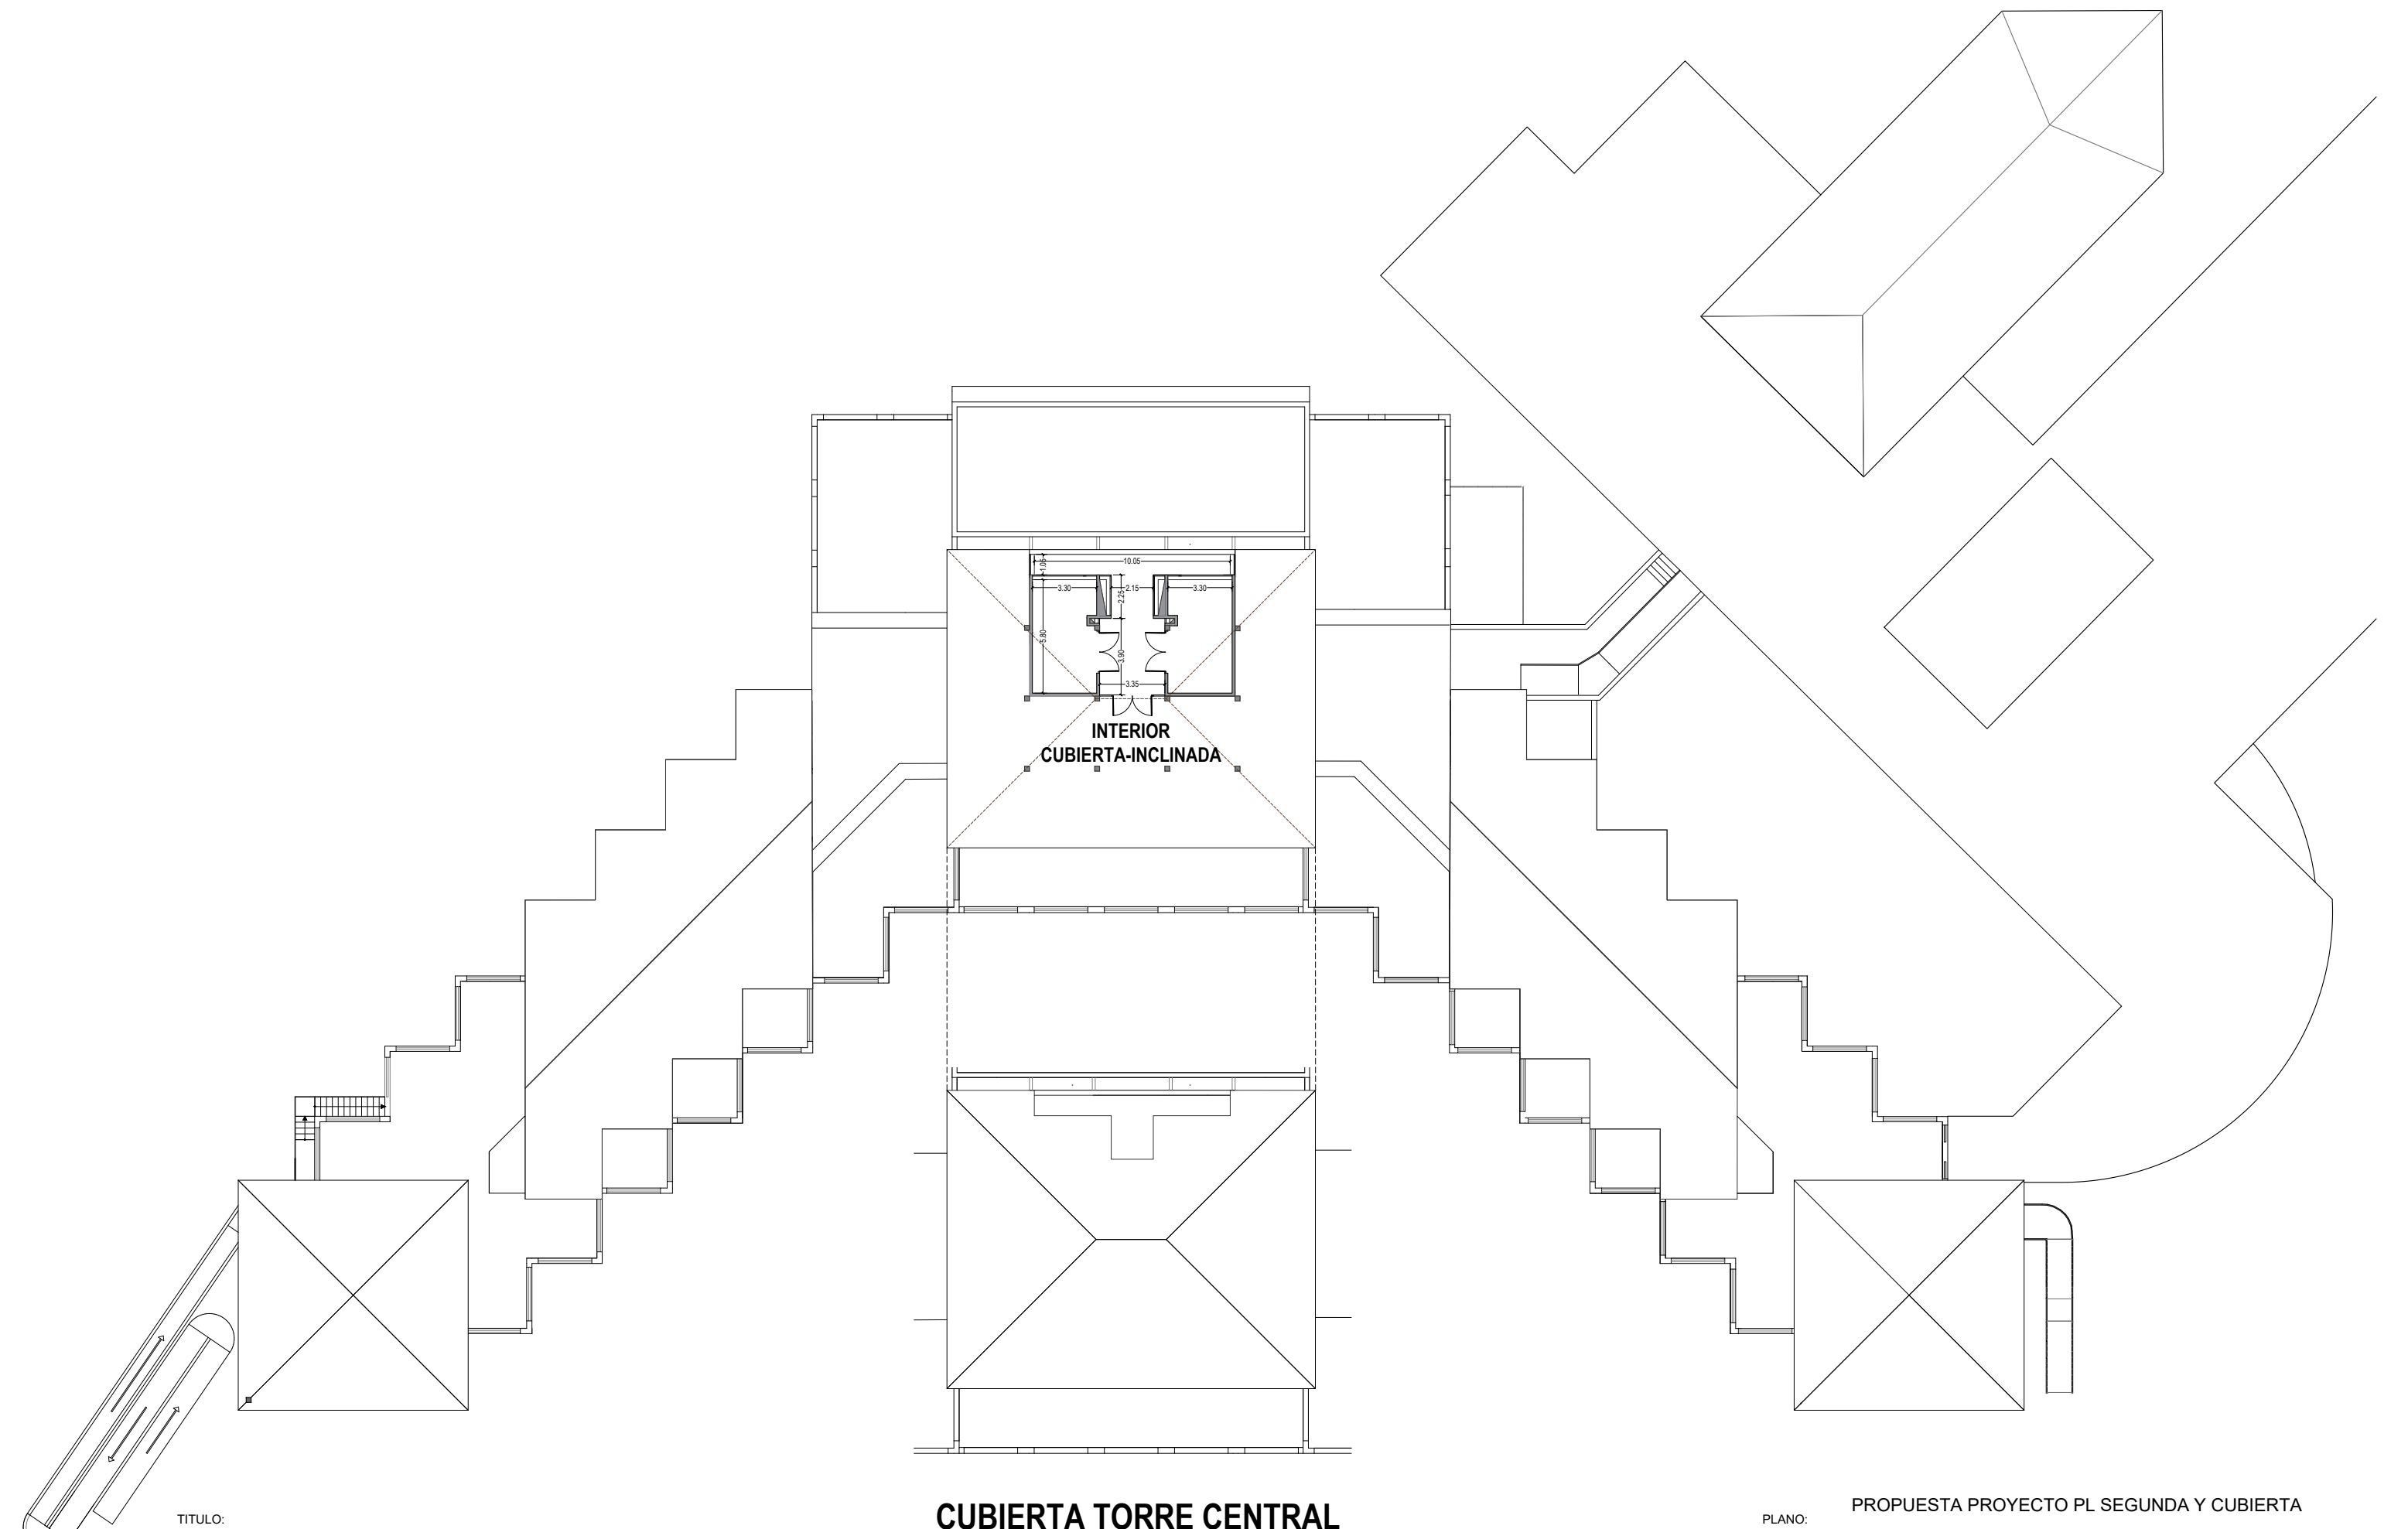 1.05
10.05
3.30
2.25
2.15
3.30
5.80
3.90
3.35
INTERIOR
CUBIERTA-INCLINADA
CUBIERTA TORRE CENTRAL
PROPUESTA PROYECTO PL SEGUNDA Y CUBIERTA
TITULO:
PLANO: